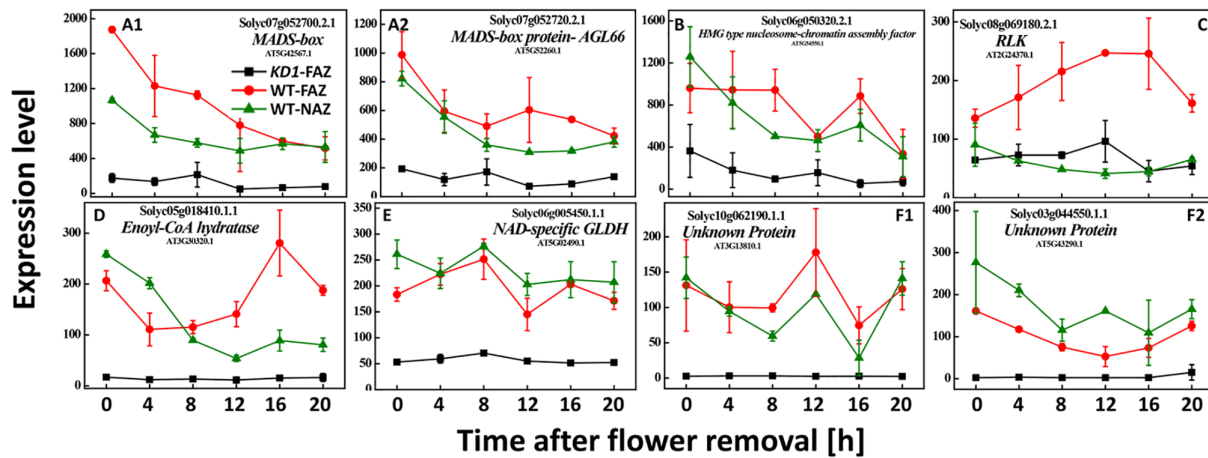 A1
Solyc07g052700.2.1
MADS-box
AT5G42567.1
KD1-FAZ
WT-FAZ
WT-NAZ
2000
1600
1200
800
400
0
A2
Solyc07g052720.2.1
MADS-box protein- AGL66
AT5G52260.1
1200
1000
800
600
400
200
0
B
Solyc06g050320.2.1
HMG type nucleosome-chromatin assembly factor
1600
1200
800
400
0
Solyc08g069180.2.1
C
RLK
AT2G24370.1
300
200
100
0
D
Solyc05g018410.1.1
Enoyl-CoA hydratase
AT3G30320.1
300
200
100
0
E
Solyc06g005450.1.1
NAD-specific GLDH
AT5G02490.1
350
300
250
200
150
100
50
0
Solyc10g062190.1.1
F1
Unknown Protein
AT3G13810.1
200
150
100
50
0
Solyc03g044550.1.1
F2
Unknown Protein
AT5G43290.1
400
300
200
100
0
0 4 8 12 16 20
0 4 8 12 16 20
0 4 8 12 16 20
0 4 8 12 16 20
Expression level
Time after flower removal [h]